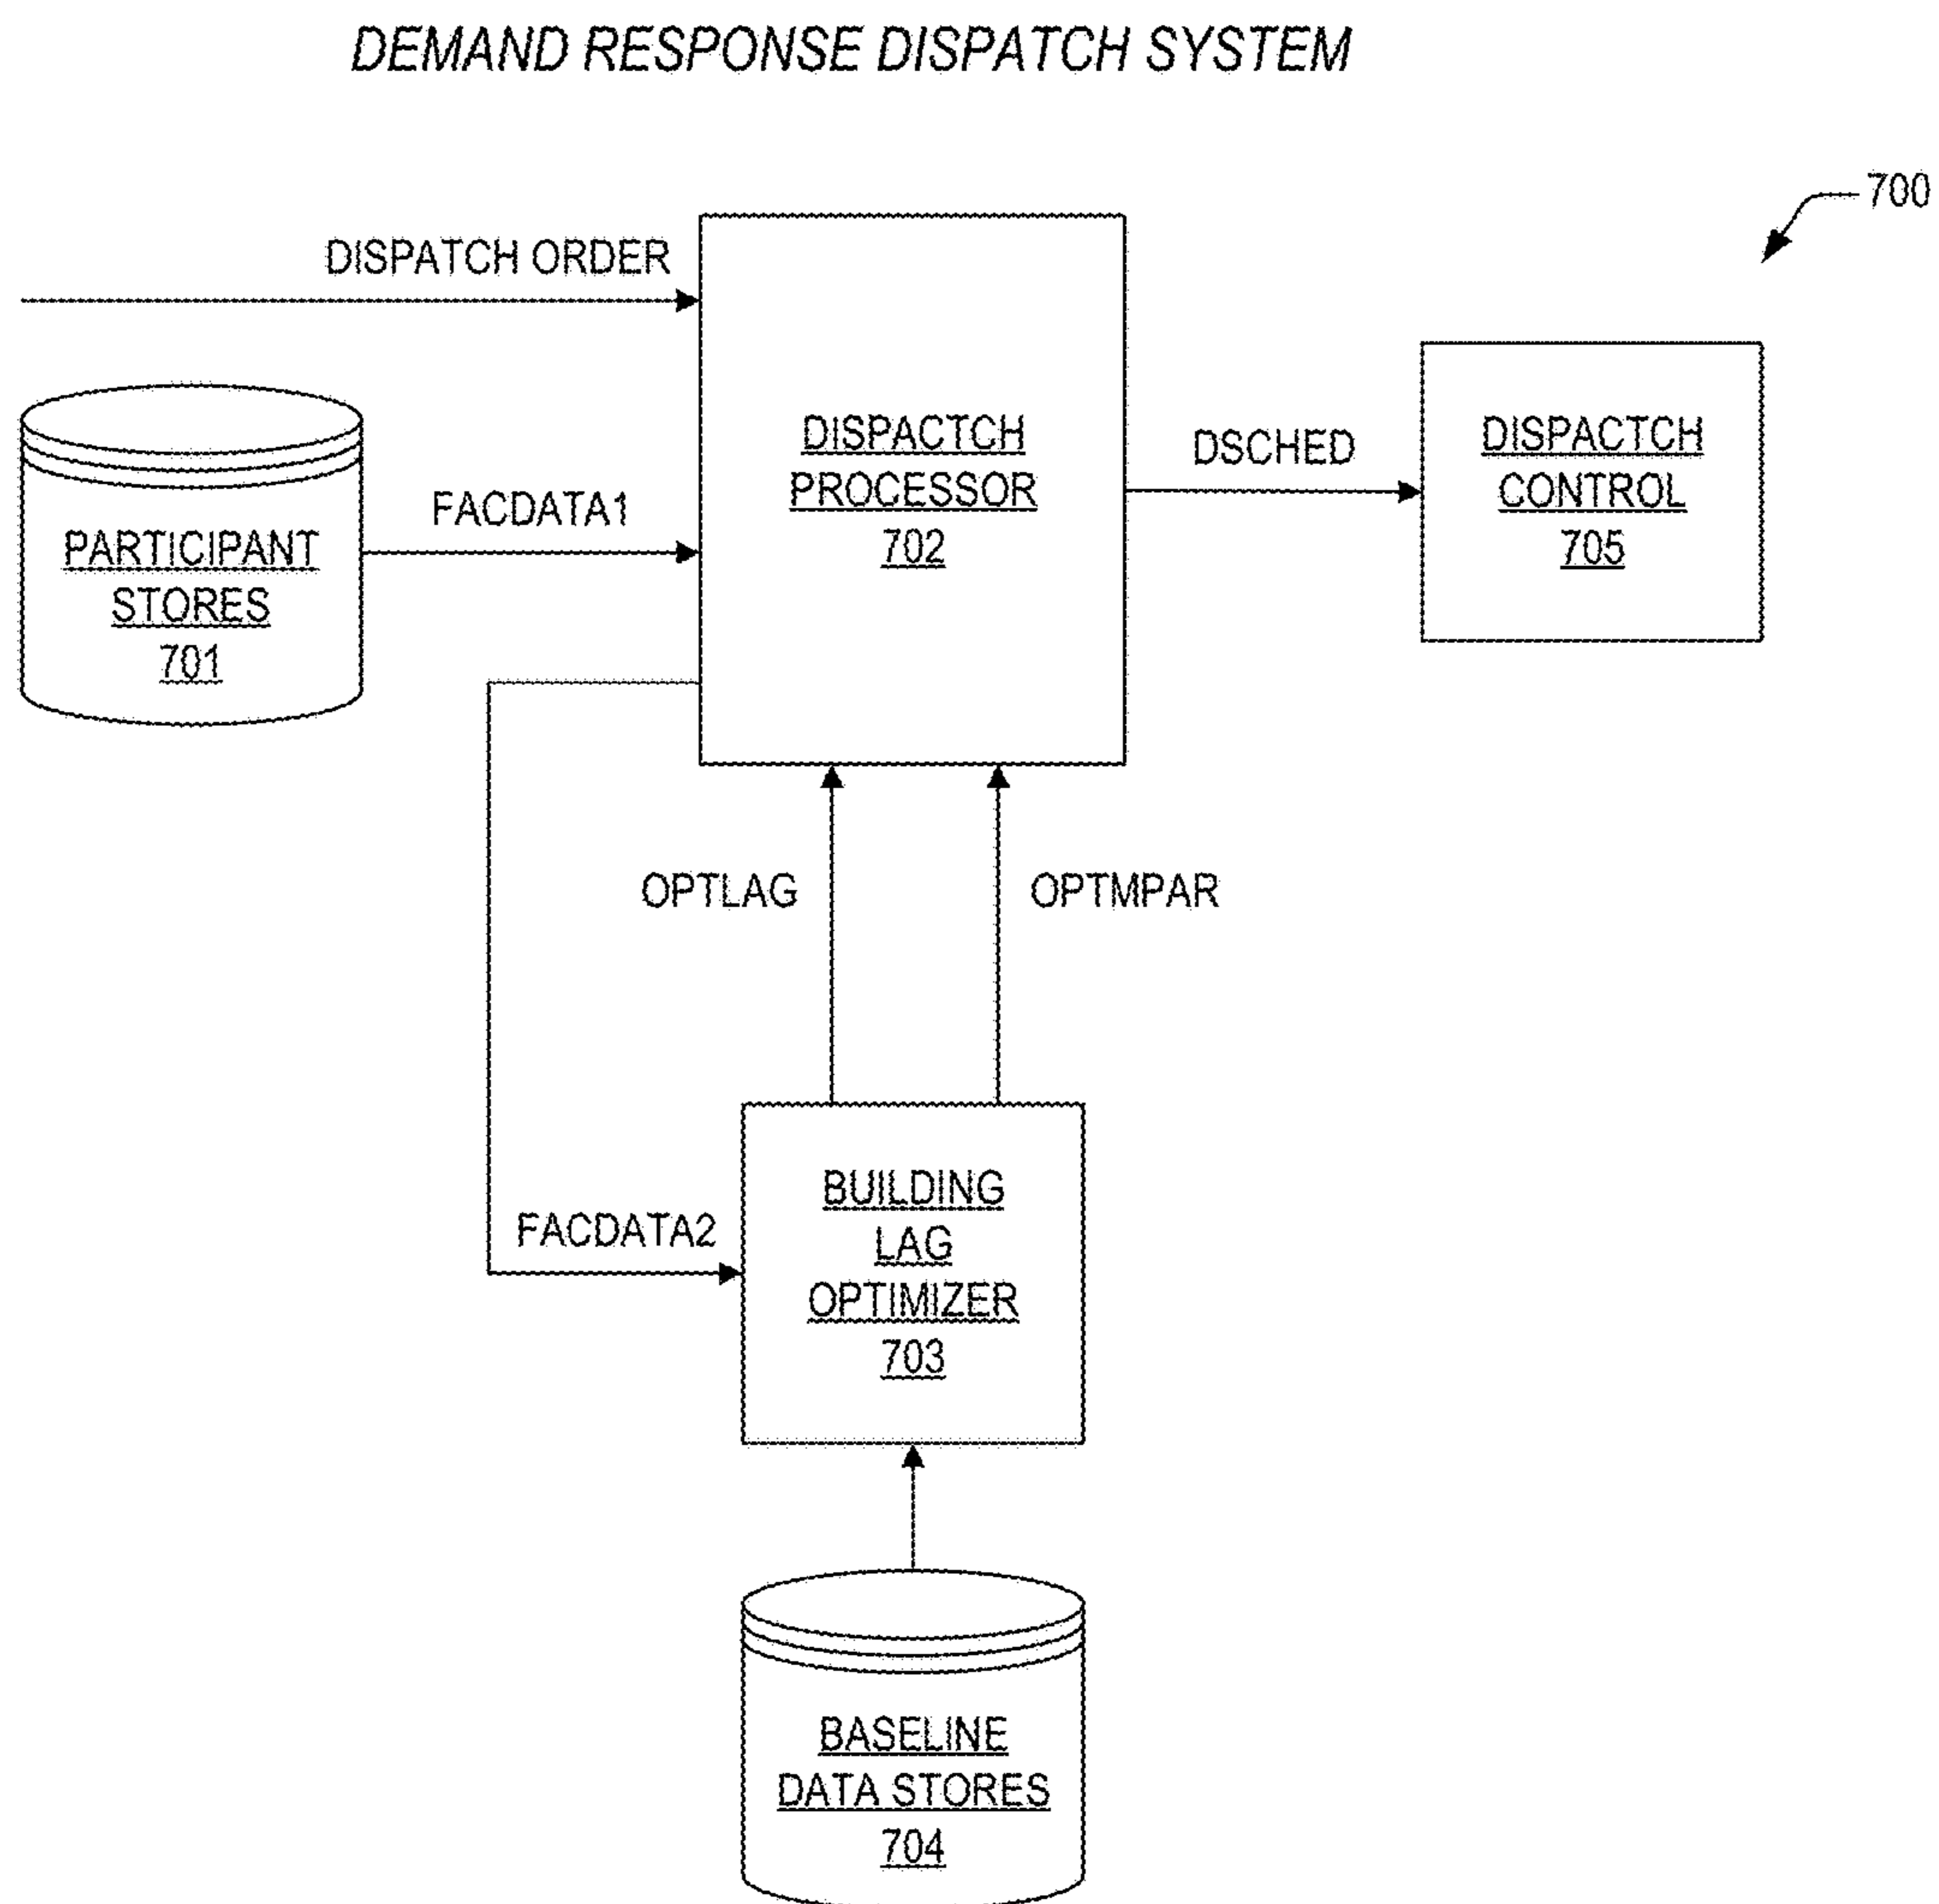 DEMAND RESPONSE DISPATCH SYSTEM
700
DISPATCH ORDER
DISPACTCH
PROCESSOR
702
DSCHED
DISPACTCH
CONTROL
705
FACDATA1
PARTICIPANT
STORES
701
OPTLAG
OPTMPAR
FACDATA2
BUILDING
LAG
OPTIMIZER
703
BASELINE
DATA STORES
704